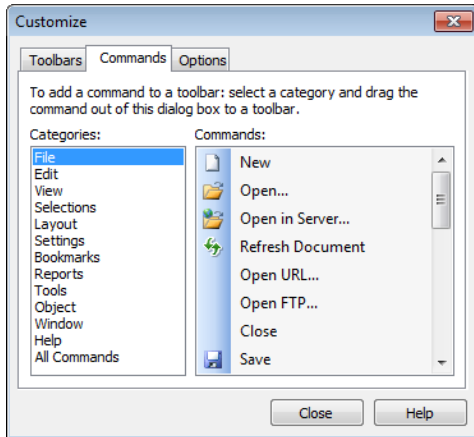 Customize
Toolbars Commands Options
To add a command to a toolbar: select a category and drag the
command out of this dialog box to a toolbar.
Categories:
File
Edit
View
Selections
Layout
Settings
Bookmarks
Reports
Tools
Object
Window
Help
All Commands
Commands:
New
Open...
Open in Server...
Refresh Document
Open URL...
Open FTP...
Close
Save
Close Help